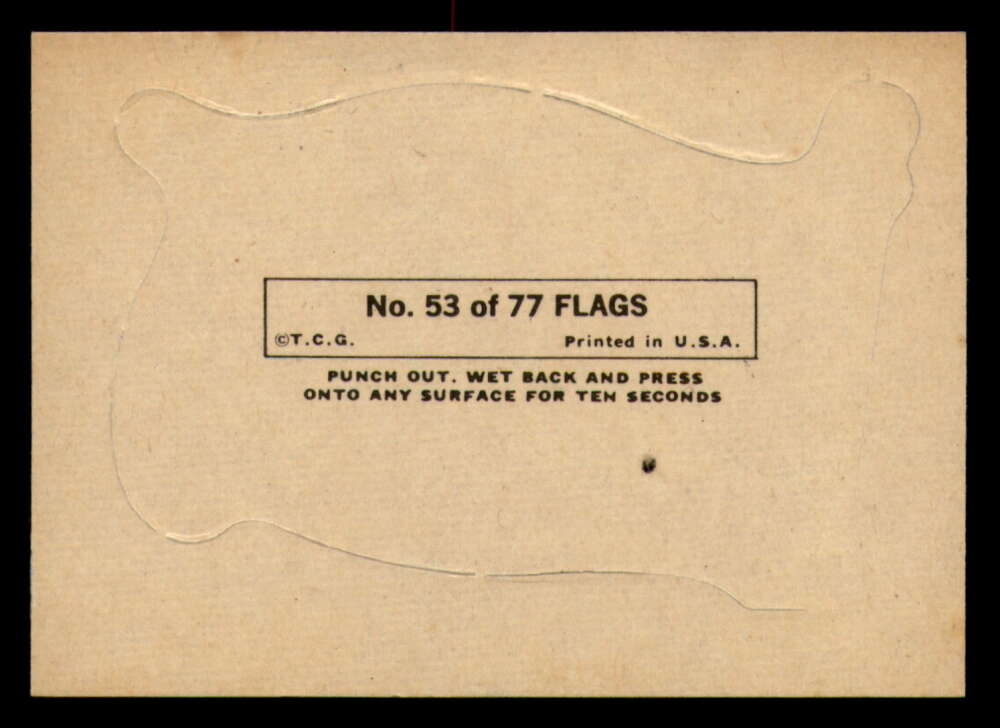 No. 53 of 77 FLAGS
©T.C.G. Printed in U.S.A.
PUNCH OUT. WET BACK AND PRESS
ONTO ANY SURFACE FOR TEN SECONDS